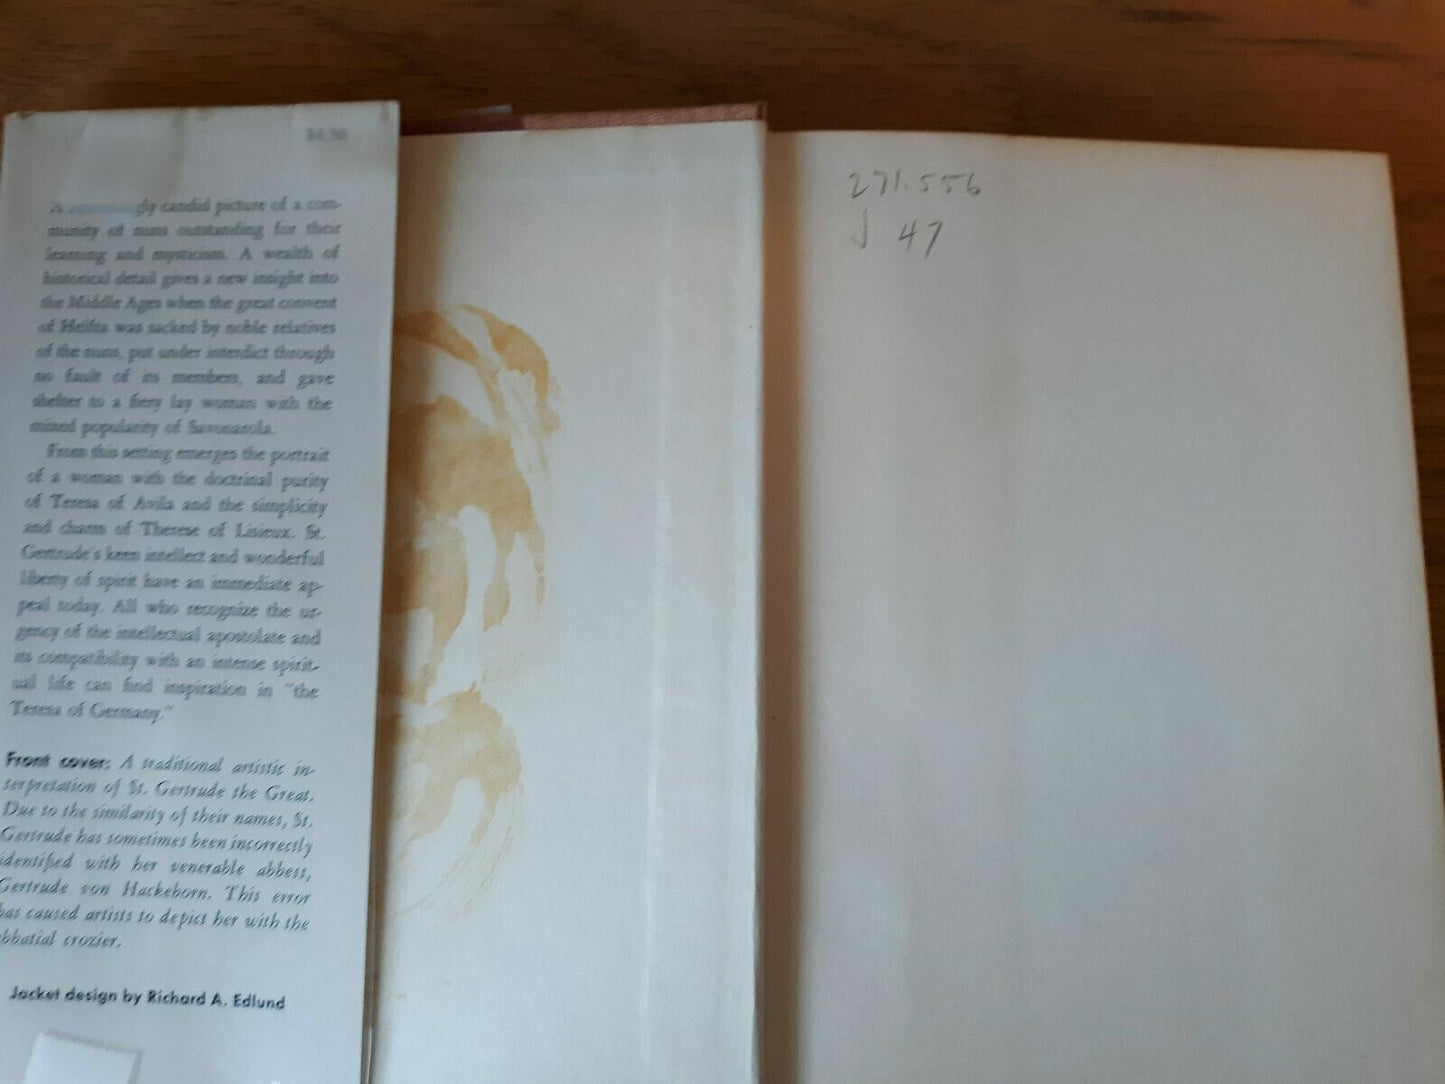 $4.50
A  candid picture of a com-
munity of nuns outstanding for their
learning and mysticism. A wealth of
historical detail gives a new insight into
the Middle Ages when the great convent
of Helfta was sacked by noble relatives
of the nuns, put under interdict through
no fault of its members, and gave
shelter to a fiery lay woman with the
mixed popularity of Savonarola.
From this setting emerges the portrait
of a woman with the doctrinal purity
of Teresa of Avila and the simplicity
and charm of Therese of Lisieux. St.
Gertrude's keen intellect and wonderful
liberty of spirit have an immediate ap-
peal today. All who recognize the ur-
gency of the intellectual apostolate and
its compatibility with an intense spirit-
ual life can find inspiration in "the
Teresa of Germany."
Front cover: A traditional artistic in-
terpretation of St. Gertrude the Great.
Due to the similarity of their names, St.
Gertrude has sometimes been incorrectly
identified with her venerable abbess,
Gertrude von Hackeborn. This error
has caused artists to depict her with the
abbatial crozier.
Jacket design by Richard A. Edlund
271.556
J 47